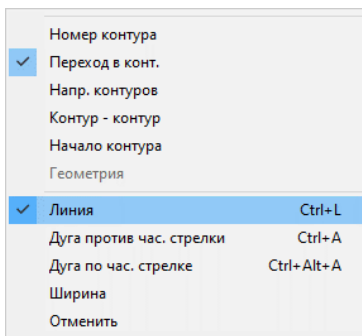 Номер контура
Переход в конт.
Напр. контуров
Контур - контур
Начало контура
Геометрия
Линия Ctrl+L
Дуга против час. стрелки Ctrl+A
Дуга по час. стрелке Ctrl+Alt+A
Ширина
Отменить